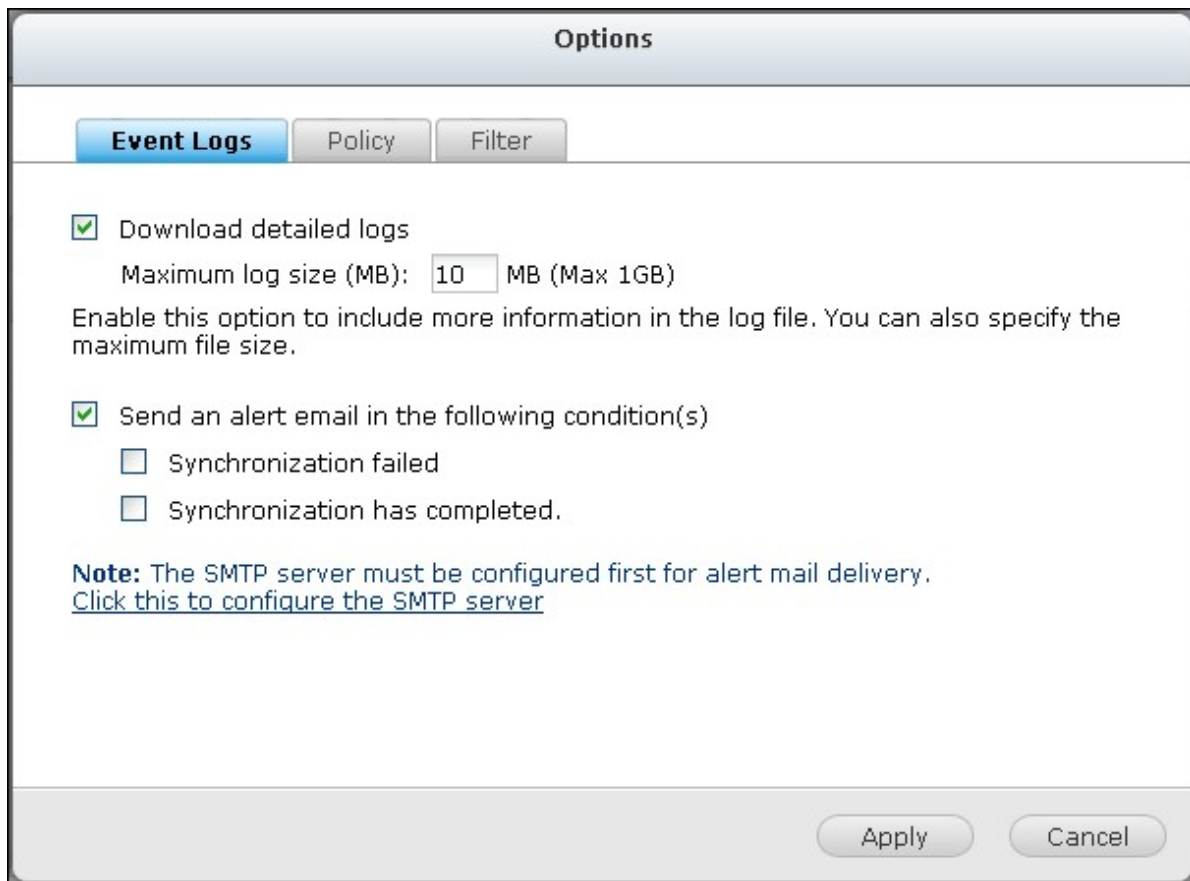 Options
Event Logs
Policy
Filter
Download detailed logs
Maximum log size (MB): 10 MB (Max 1GB)
Enable this option to include more information in the log file. You can also specify the
maximum file size.
Send an alert email in the following condition(s)
Synchronization failed
Synchronization has completed.
Note: The SMTP server must be configured first for alert mail delivery.
Click this to configure the SMTP server
Apply
Cancel